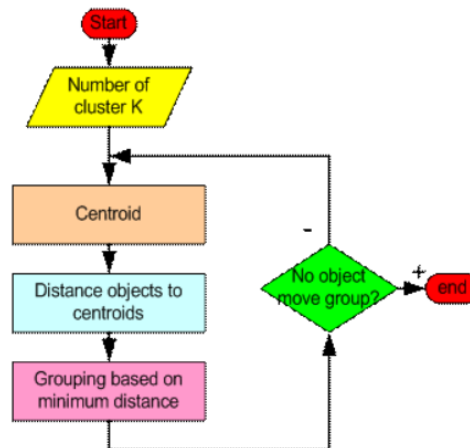 Start
Number of
cluster K
Centroid
Distance objects to
centroids
Grouping based on
minimum distance
-
No object
move group?
+
end